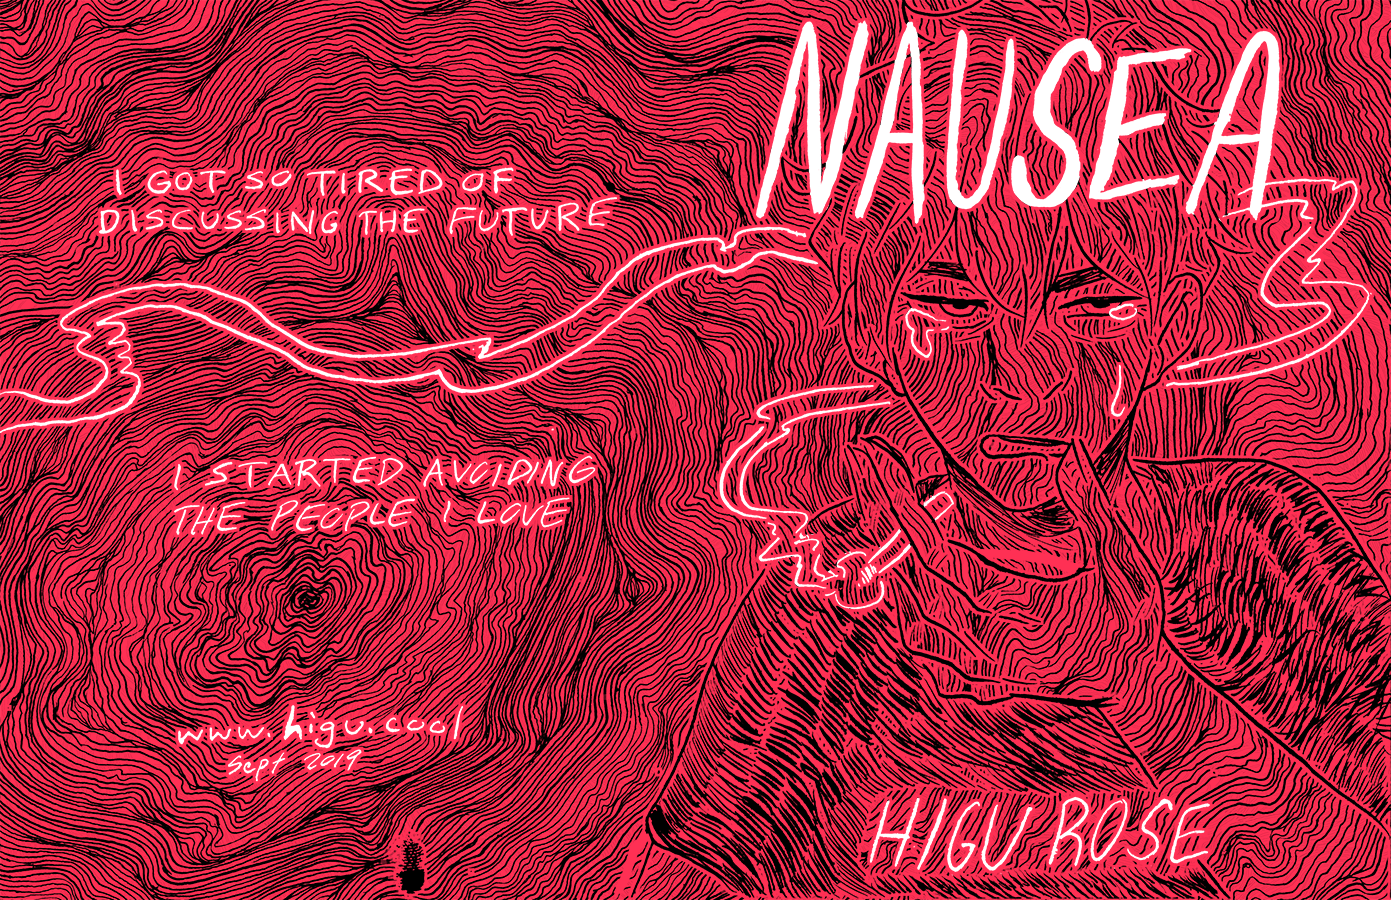 NAUSEA
I GOT SO TIRED OF
DISCUSSING THE FUTURE
I STARTED AVOIDING
THE PEOPLE I LOVE
www.higu.cool
Sept 2019
HIGU ROSE